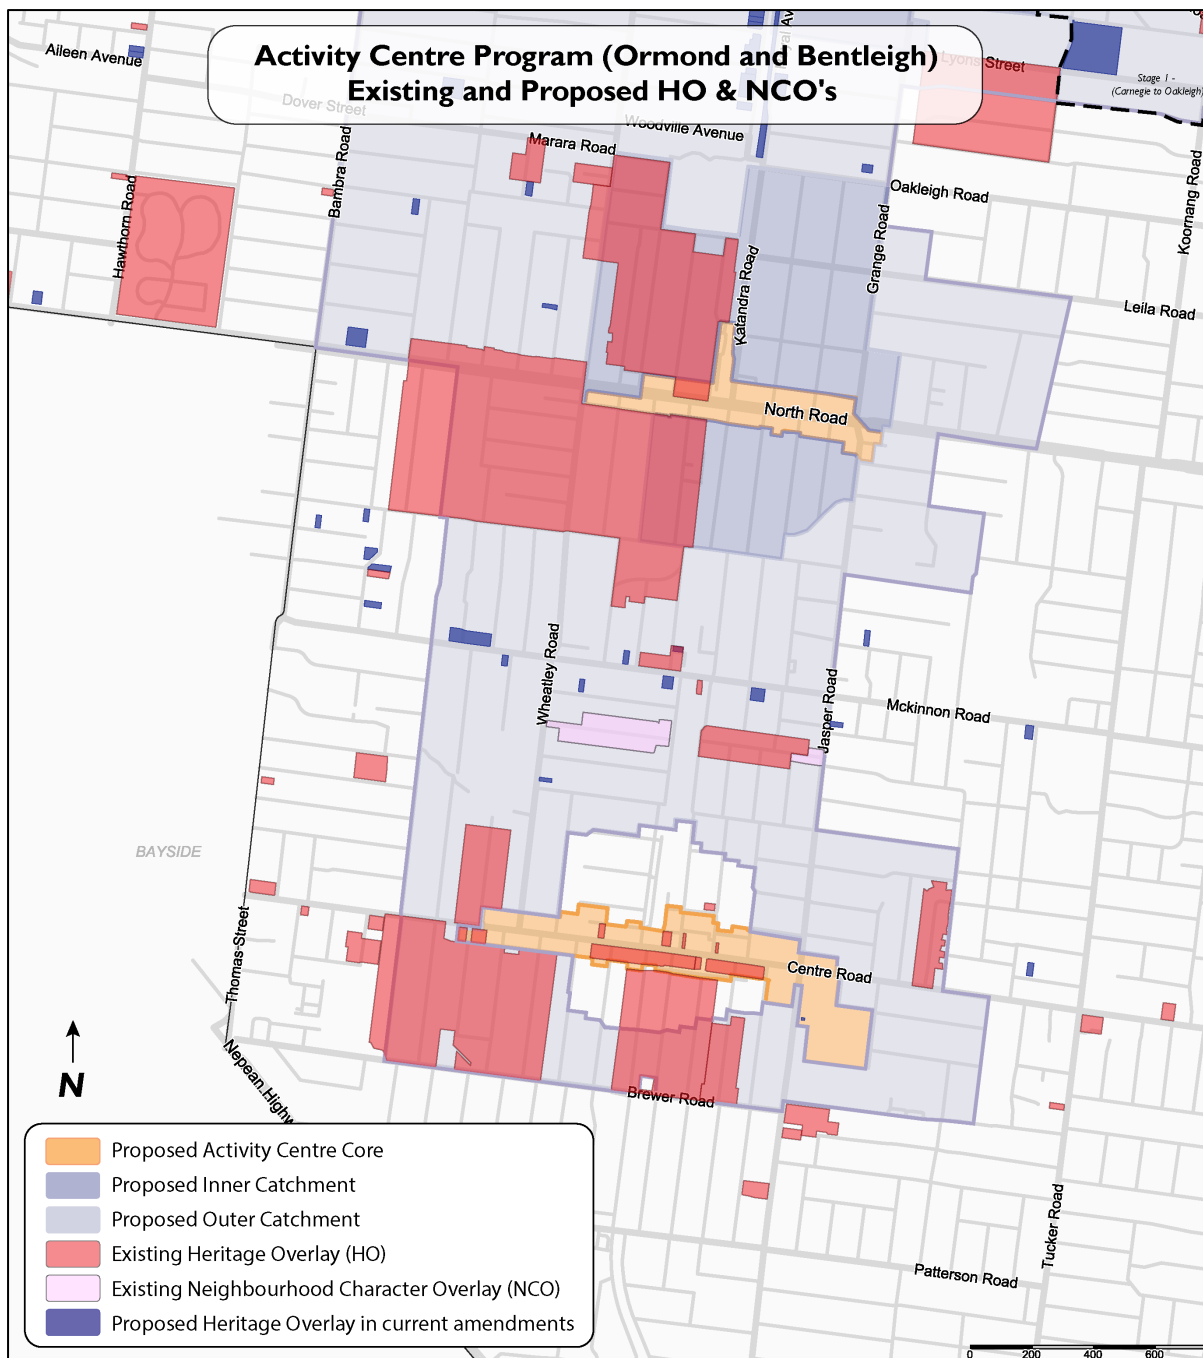 Activity Centre Program (Ormond and Bentleigh)
Existing and Proposed HO & NCO's
Aileen Avenue
Dover Street
Marara Road
Woodville Avenue
Lyons Street
Stage 1 -
(Carnegie to Oakleigh)
Bambra Road
Hawthorn Road
Oakleigh Road
Koornang Road
Grange Road
Katandra Road
Leila Road
North Road
Wheatley Road
Jasper Road
Mckinnon Road
BAYSIDE
Thomas Street
Centre Road
Nepean Highw
Brewer Road
Tucker Road
Patterson Road
N
Proposed Activity Centre Core
Proposed Inner Catchment
Proposed Outer Catchment
Existing Heritage Overlay (HO)
Existing Neighbourhood Character Overlay (NCO)
Proposed Heritage Overlay in current amendments
0 200 400 600